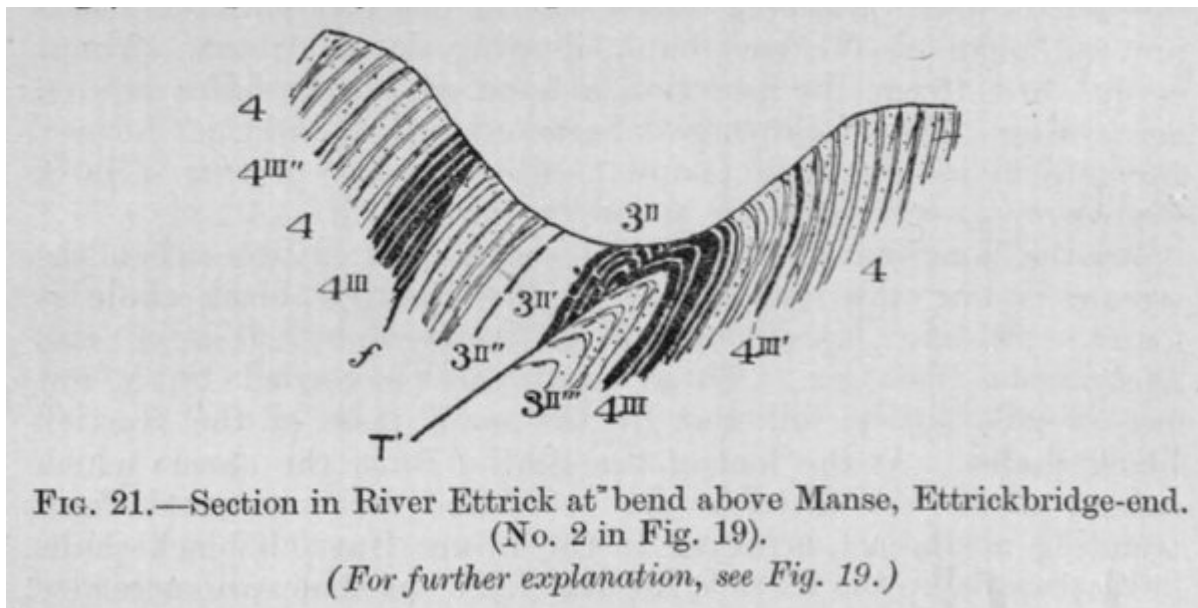 4
4III"
4
4III
f
3II"
3II'
T'
3II
3II'"
4III
4III'
4
FIG. 21.—Section in River Ettrick at bend above Manse, Ettrickbridge-end.
(No. 2 in Fig. 19).
(For further explanation, see Fig. 19.)